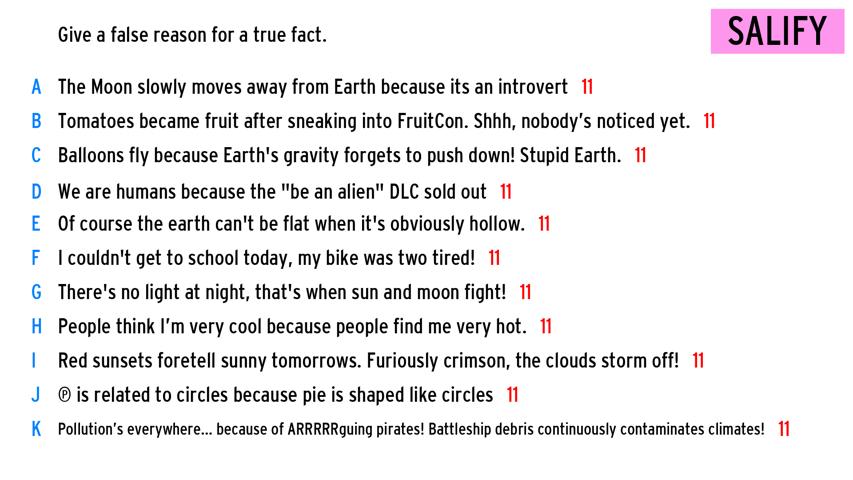 Give a false reason for a true fact.
SALIFY
A The Moon slowly moves away from Earth because its an introvert 11
B Tomatoes became fruit after sneaking into FruitCon. Shhh, nobody’s noticed yet. 11
C Balloons fly because Earth's gravity forgets to push down! Stupid Earth. 11
D We are humans because the "be an alien" DLC sold out 11
E Of course the earth can't be flat when it's obviously hollow. 11
F I couldn't get to school today, my bike was two tired! 11
G There's no light at night, that's when sun and moon fight! 11
H People think I’m very cool because people find me very hot. 11
I Red sunsets foretell sunny tomorrows. Furiously crimson, the clouds storm off! 11
J ℗ is related to circles because pie is shaped like circles 11
K Pollution’s everywhere... because of ARRRRRguing pirates! Battleship debris continuously contaminates climates! 11